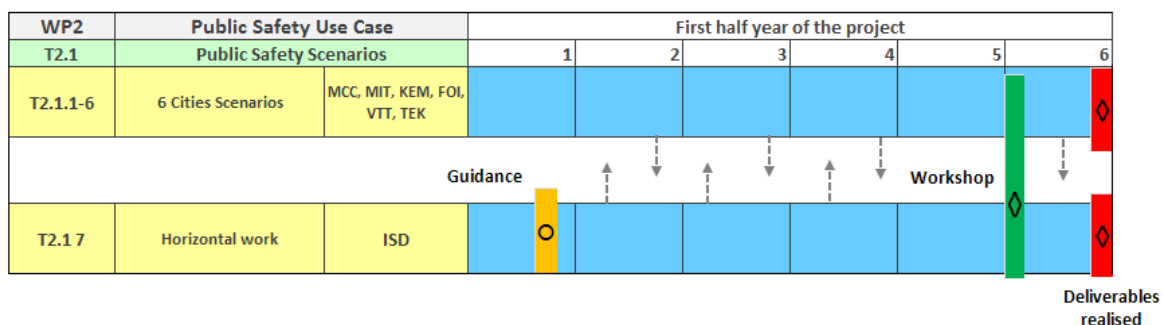 WP2 Public Safety Use Case First half year of the project
T2.1 Public Safety Scenarios 1 2 3 4 5 6
T2.1.1-6 6 Cities Scenarios MCC, MIT, KEM, FOI,
VTT, TEK
Guidance Workshop
T2.1 7 Horizontal work ISD
Deliverables
realised